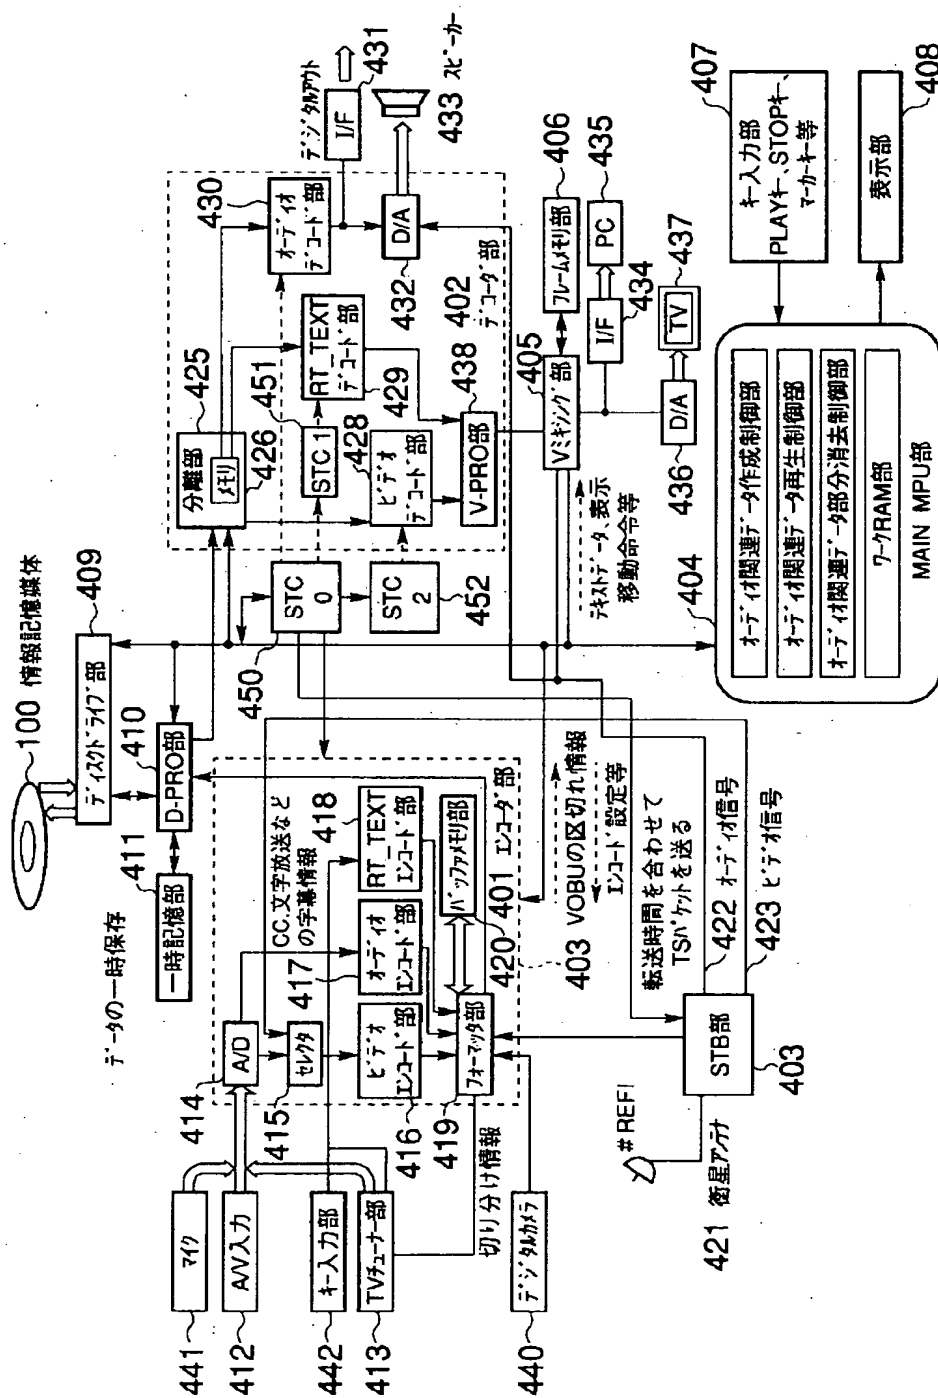 100 情報記憶媒体
ディスクドライブ部
409
D-PRO部
410
一時記憶部
411
データの一時保存
マイク
441
A/V入力
412
キー入力部
442
TVチューナー部
413
デジタルカメラ
440
切り分け情報
A/D
414
セレクタ
415
CC,文字放送など
の字幕情報
ビデオ
エンコード部
416
オーディオ
エンコード部
417
RT_TEXT
エンコード部
418
フォーマッタ部
419
バッファメモリ部
420
401 エンコーダ部
403
VOBUの区切れ情報
エンコード設定等
転送時間を合わせて
TSパケットを送る
422 オーディオ信号
423 ビデオ信号
STB部
403
#REF!
421 衛星アンテナ
STC
0
450
STC 1
451
STC
2
452
分離部
メモリ
425
426
ビデオ
デコード部
428
RT_TEXT
デコード部
429
オーディオ
デコード部
430
V-PRO部
438
402
デコーダ部
D/A
432
デジタルアウト
I/F
431
433 スピーカー
Vミキシング部
405
フレームメモリ部
406
I/F
434
PC
435
D/A
436
TV
437
テキストデータ、表示
移動命令等
404
オーディオ関連データ作成制御部
オーディオ関連データ再生制御部
オーディオ関連データ部分消去制御部
ワークRAM部
MAIN MPU部
キー入力部
PLAYキー、STOPキー、
マーカーキー等
407
表示部
408